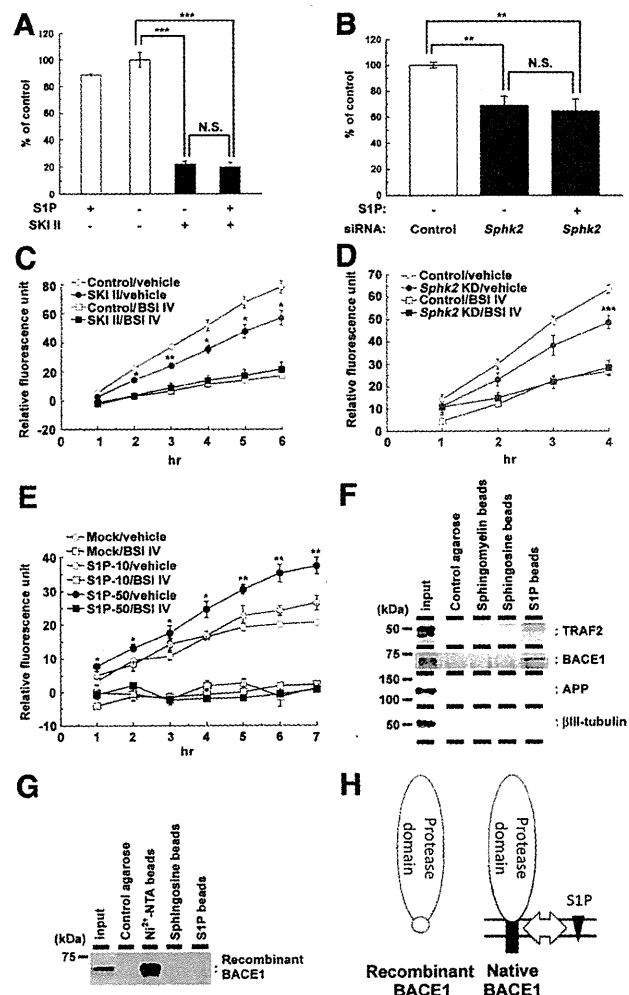 A
***
***
N.S.
% of control
120
100
80
60
40
20
0
S1P + - - +
SKI II - - + +
B
**
**
N.S.
% of control
120
100
80
60
40
20
0
S1P: - - +
siRNA: Control Sphk2 Sphk2
C
Relative fluorescence unit
80
60
40
20
0
-20
Control/vehicle
SKI II/vehicle
Control/BSI IV
SKI II/BSI IV
0 1 2 3 4 5 6
hr
D
Relative fluorescence unit
70
60
50
40
30
20
10
0
Control/vehicle
Sphk2 KD/vehicle
Control/BSI IV
Sphk2 KD/BSI IV
***
0 1 2 3 4
hr
E
Relative fluorescence unit
40
30
20
10
0
-10
Mock/vehicle
Mock/BSI IV
S1P-10/vehicle
S1P-10/BSI IV
S1P-50/vehicle
S1P-50/BSI IV
* * * * ** ** **
0 1 2 3 4 5 6 7
hr
F
input
Control agarose
Sphingomyelin beads
Sphingosine beads
S1P beads
(kDa)
50 : TRAF2
75 : BACE1
150
100 : APP
50 : βIII-tubulin
G
input
Control agarose
Ni2+-NTA beads
Sphingosine beads
S1P beads
(kDa)
75
: Recombinant
BACE1
H
Protease
domain
Protease
domain
S1P
Recombinant
BACE1
Native
BACE1